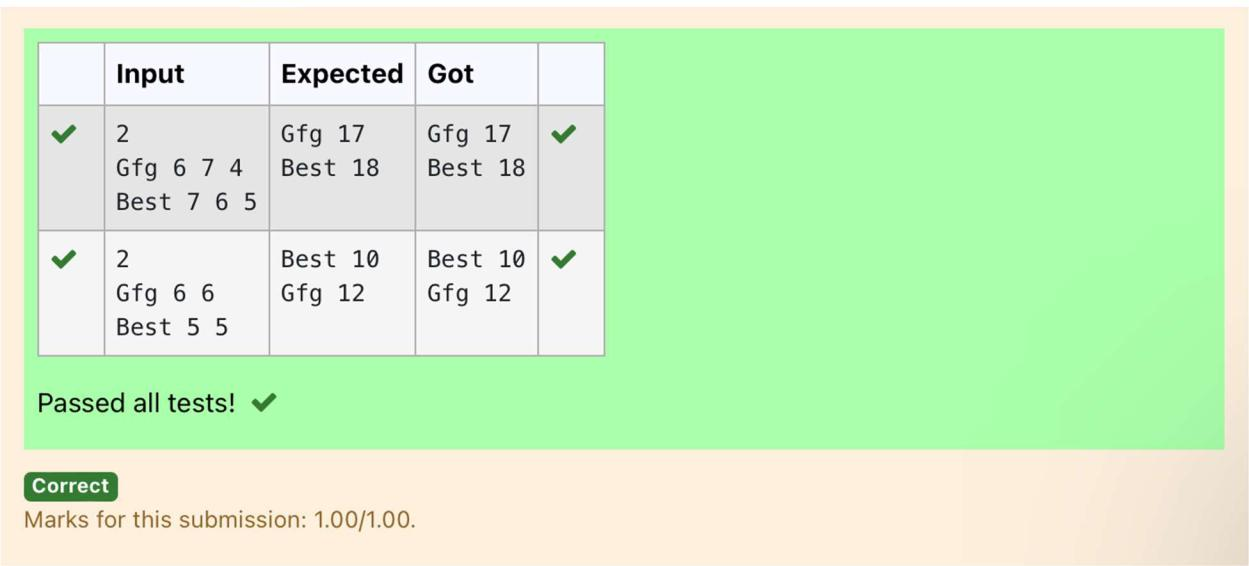 Input Expected Got
2 Gfg 17 Gfg 17
Gfg 6 7 4 Best 18 Best 18
Best 7 6 5
2 Best 10 Best 10
Gfg 6 6 Gfg 12 Gfg 12
Best 5 5
Passed all tests!
Correct
Marks for this submission: 1.00/1.00.